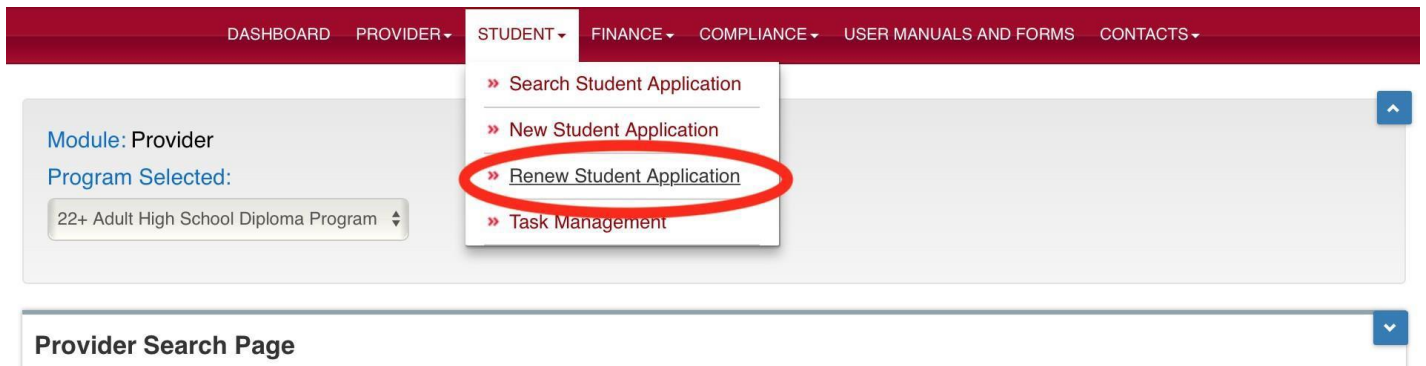 DASHBOARD PROVIDER STUDENT FINANCE COMPLIANCE USER MANUALS AND FORMS CONTACTS
» Search Student Application
» New Student Application
» Renew Student Application
» Task Management
Module: Provider
Program Selected:
22+ Adult High School Diploma Program
Provider Search Page